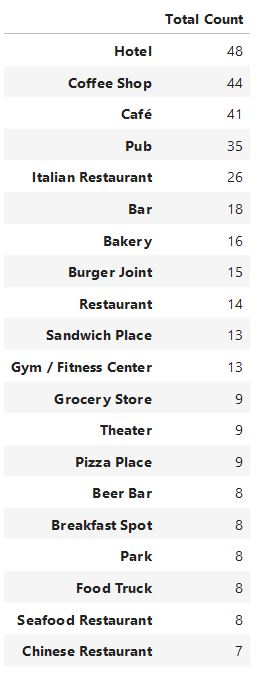 Total Count
Hotel 48
Coffee Shop 44
Café 41
Pub 35
Italian Restaurant 26
Bar 18
Bakery 16
Burger Joint 15
Restaurant 14
Sandwich Place 13
Gym / Fitness Center 13
Grocery Store 9
Theater 9
Pizza Place 9
Beer Bar 8
Breakfast Spot 8
Park 8
Food Truck 8
Seafood Restaurant 8
Chinese Restaurant 7